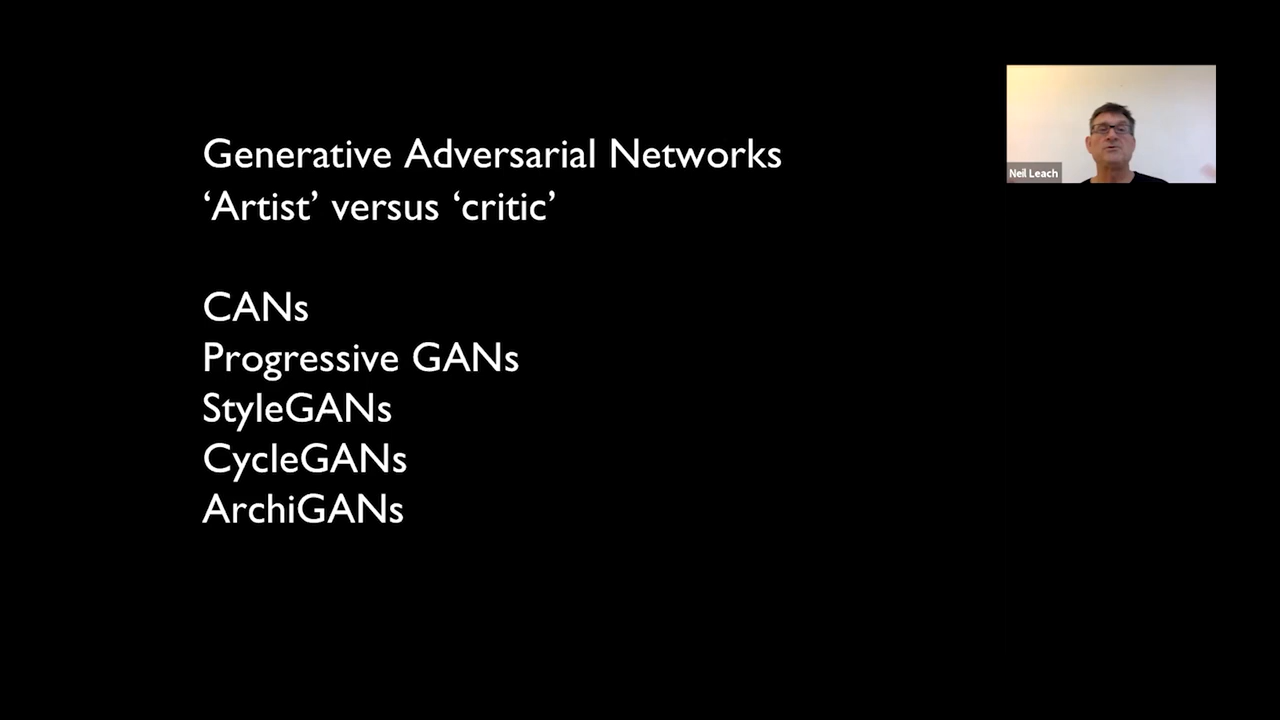 Generative Adversarial Networks
‘Artist’ versus ‘critic’
CANs
Progressive GANs
StyleGANs
CycleGANs
ArchiGANs
Neil Leach